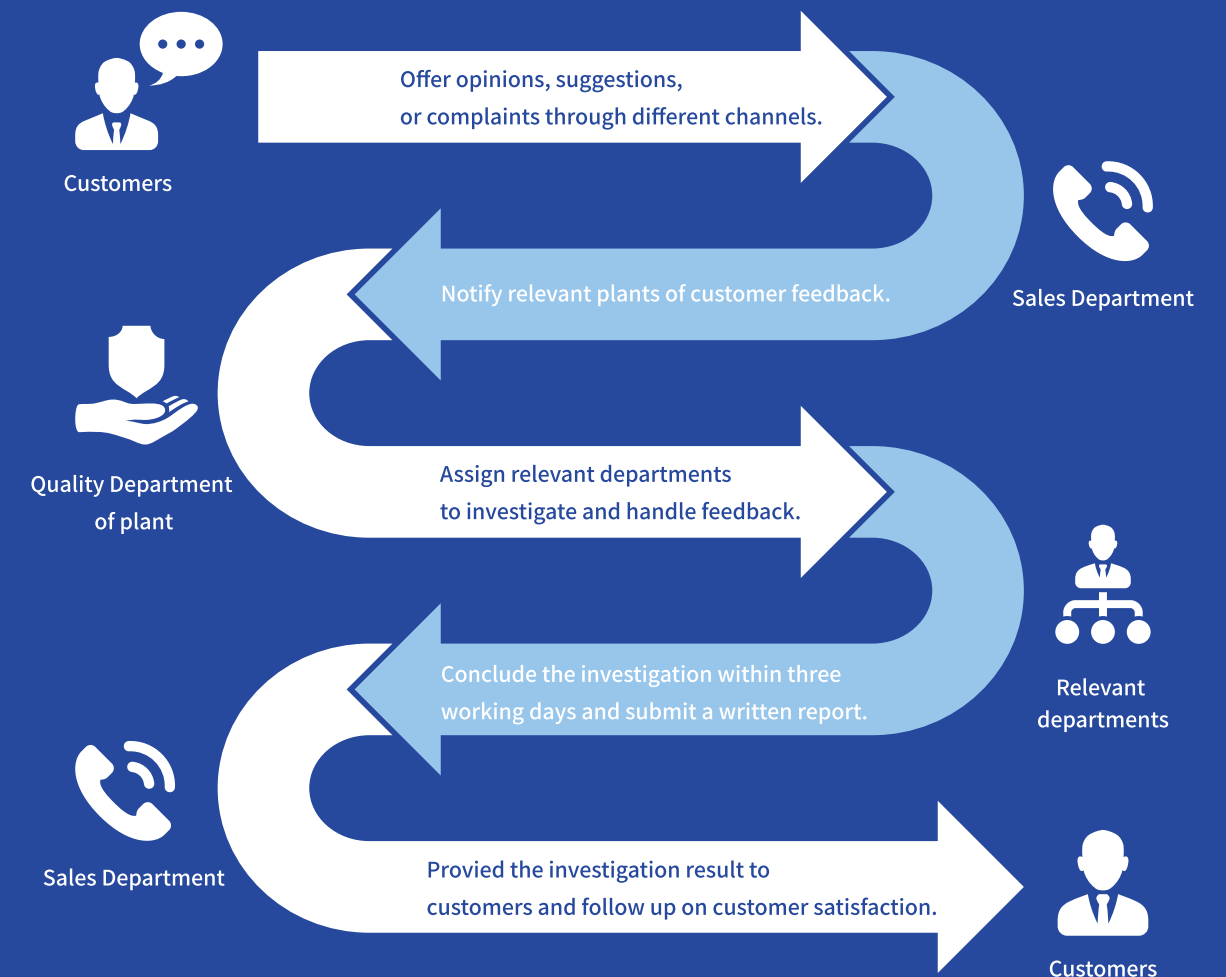 Customers
Offer opinions, suggestions,
or complaints through different channels.
Sales Department
Notify relevant plants of customer feedback.
Quality Department
of plant
Assign relevant departments
to investigate and handle feedback.
Relevant
departments
Conclude the investigation within three
working days and submit a written report.
Sales Department
Provied the investigation result to
customers and follow up on customer satisfaction.
Customers